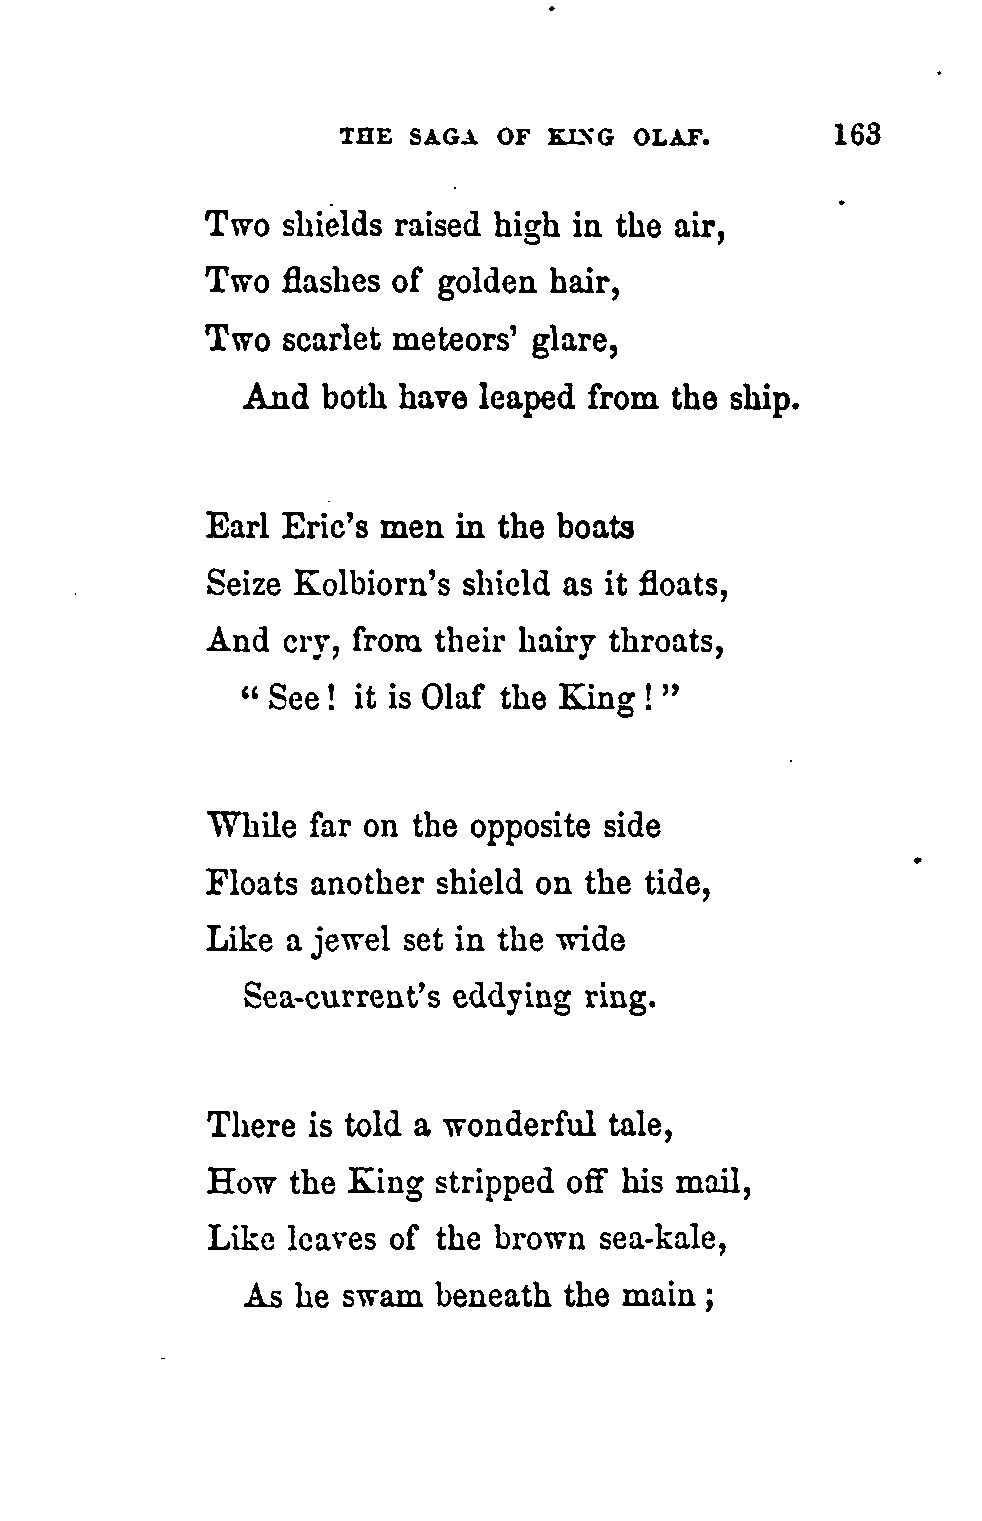 THE SAGA OF KING OLAF. 163
Two shields raised high in the air,
Two flashes of golden hair,
Two scarlet meteors' glare,
And both have leaped from the ship.
Earl Eric's men in the boats
Seize Kolbiorn's shield as it floats,
And cry, from their hairy throats,
“ See ! it is Olaf the King ! ”
While far on the opposite side
Floats another shield on the tide,
Like a jewel set in the wide
Sea-current's eddying ring.
There is told a wonderful tale,
How the King stripped off his mail,
Like leaves of the brown sea-kale,
As he swam beneath the main ;